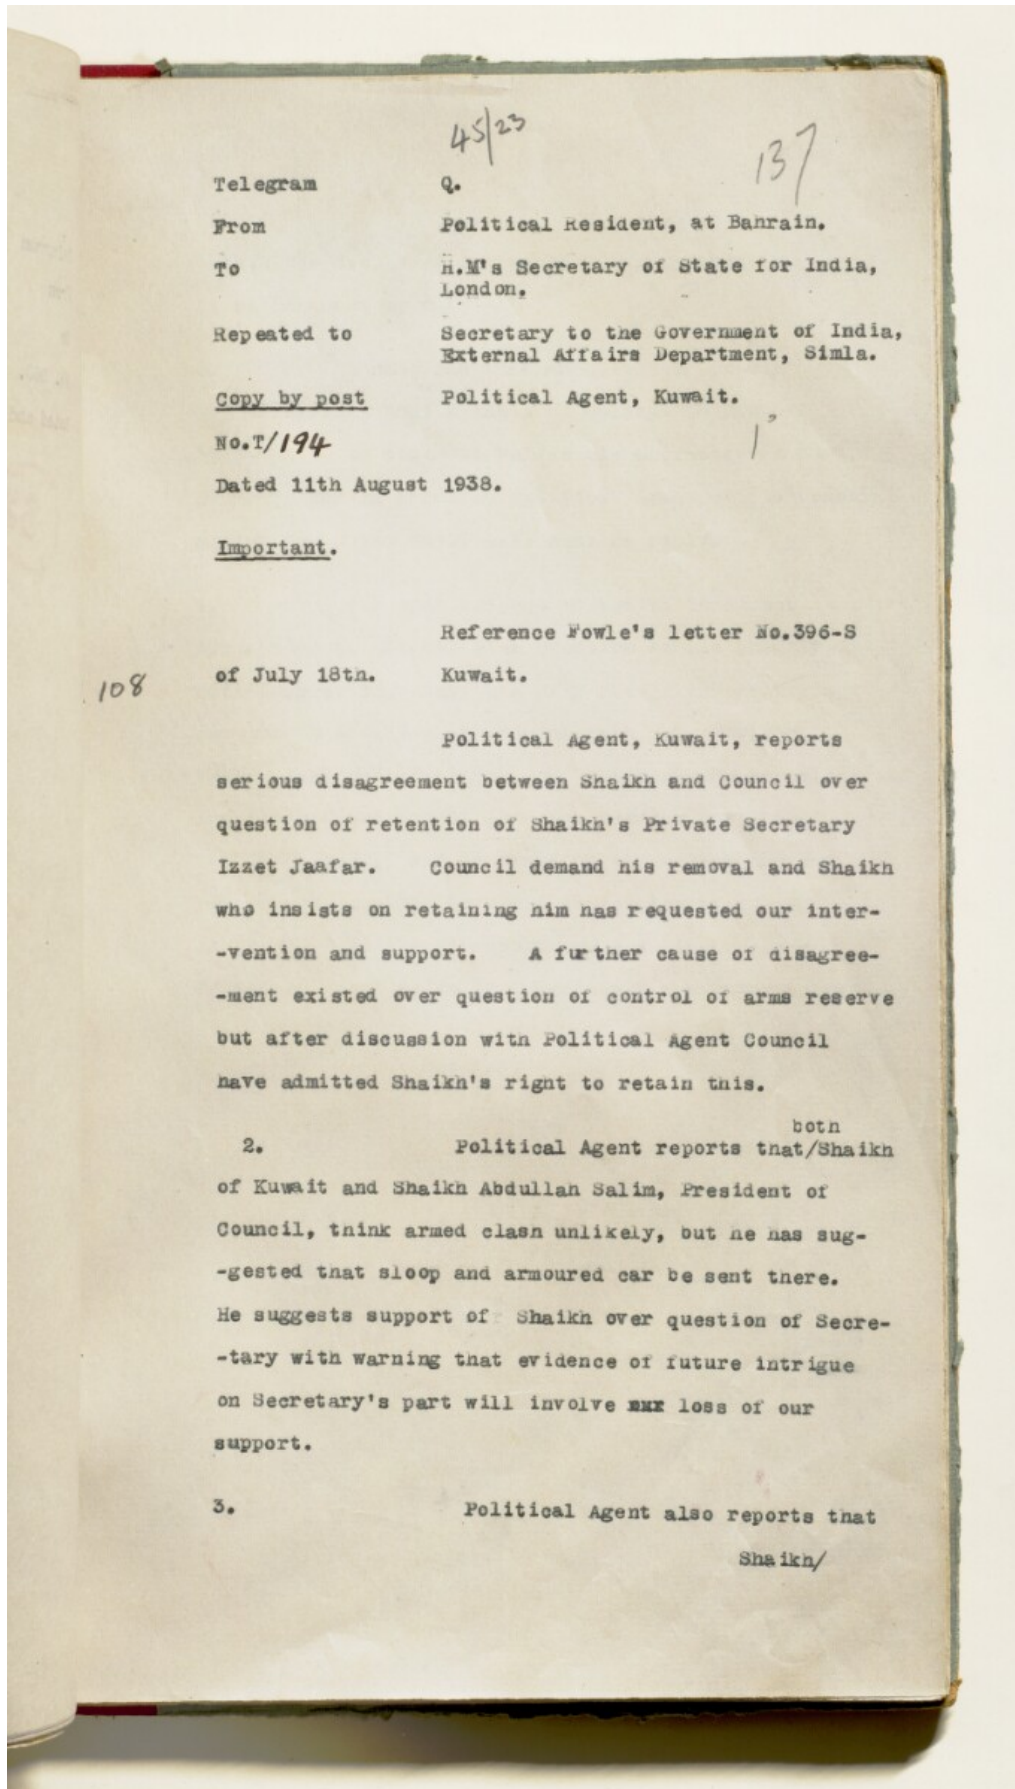 45/23
137
Telegram Q.
From Political Resident, at Bahrain.
To H.M's Secretary of State for India,
London.
Repeated to Secretary to the Government of India,
External Affairs Department, Simla.
Copy by post Political Agent, Kuwait.
No.T/194
Dated 11th August 1938.
Important.
Reference Fowle's letter No.396-S
108
of July 18th. Kuwait.
Political Agent, Kuwait, reports
serious disagreement between Shaikh and Council over
question of retention of Shaikh's Private Secretary
Izzet Jaafar. Council demand his removal and Shaikh
who insists on retaining him has requested our inter-
-vention and support. A further cause of disagree-
-ment existed over question of control of arms reserve
but after discussion with Political Agent Council
have admitted Shaikh's right to retain this.
both
2. Political Agent reports that/Shaikh
of Kuwait and Shaikh Abdullah Salim, President of
Council, think armed clash unlikely, but he has sug-
-gested that sloop and armoured car be sent there.
He suggests support of Shaikh over question of Secre-
-tary with warning that evidence of future intrigue
on Secretary's part will involve loss of our
support.
3. Political Agent also reports that
Shaikh/